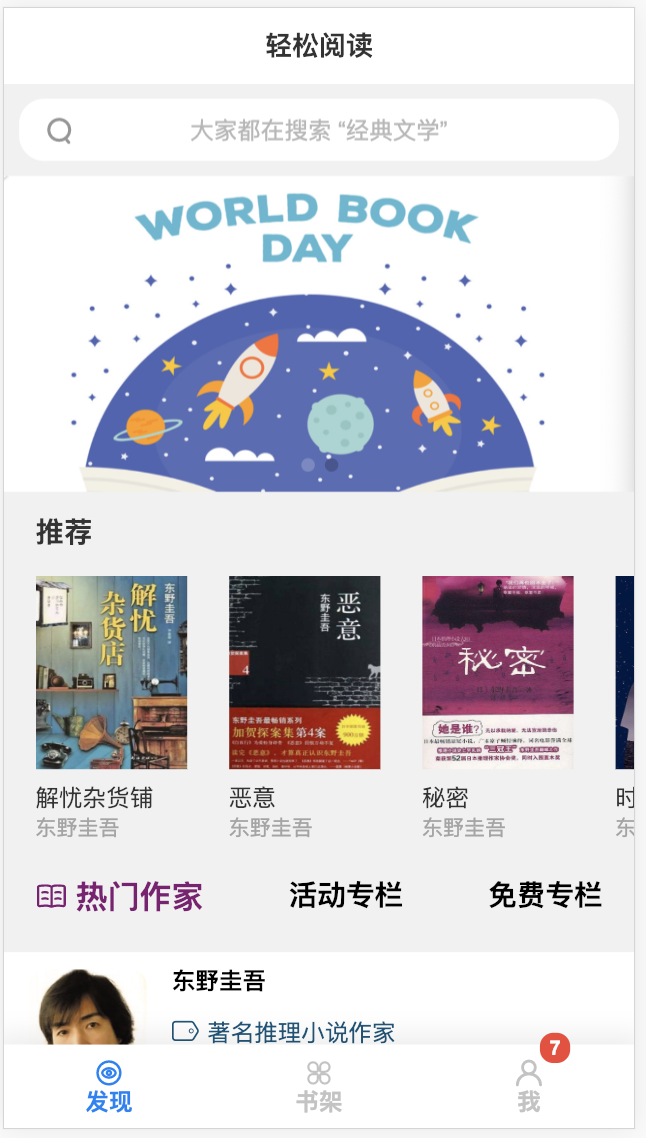 轻松阅读
大家都在搜索 “经典文学”
WORLD BOOK
DAY
推荐
解忧
杂货店
东野圭吾
恶意
东野圭吾
4
东野圭吾最畅销系列
加贺探案集第4案
秘密
她是谁?
"三冠王"
解忧杂货铺
恶意
秘密
时
东野圭吾
东野圭吾
东野圭吾
东
热门作家
活动专栏
免费专栏
东野圭吾
著名推理小说作家
7
发现
书架
我